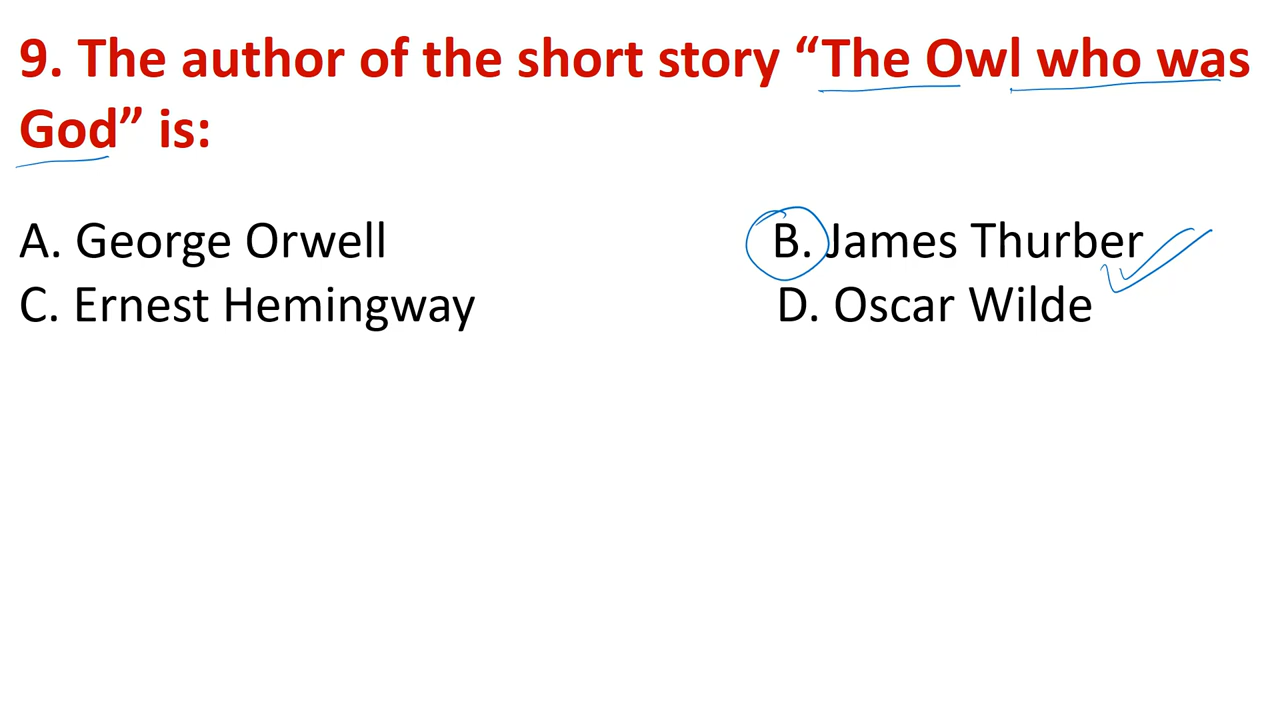 9. The author of the short story “The Owl who was
God” is:
A. George Orwell B. James Thurber
C. Ernest Hemingway D. Oscar Wilde